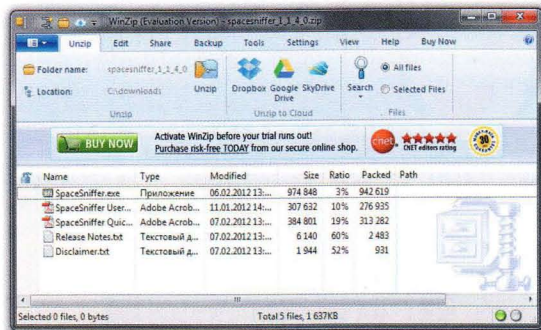 WinZip (Evaluation Version) - spacesniffer_1_1_4_0.zip
Unzip Edit Share Backup Tools Settings View Help Buy Now
Folder name: spacesniffer_1_1_4_0
Location: C:\downloads
Unzip
Dropbox Google Drive SkyDrive
Search
All files
Selected Files
Unzip Unzip to Cloud Files
BUY NOW
Activate WinZip before your trial runs out!
Purchase risk-free TODAY from our secure online shop.
cnet
CNET editors rating
30
Name Type Modified Size Ratio Packed Path
SpaceSniffer.exe Приложение 06.02.2012 13:... 974 848 3% 942 619
SpaceSniffer User... Adobe Acrob... 11.01.2012 14:... 307 632 10% 276 935
SpaceSniffer Quic... Adobe Acrob... 07.02.2012 13:... 384 801 19% 313 282
Release Notes.txt Текстовый д... 07.02.2012 13:... 6 140 60% 2 483
Disclaimer.txt Текстовый д... 07.02.2012 13:... 1 944 52% 931
Selected 0 files, 0 bytes Total 5 files, 1 637KB